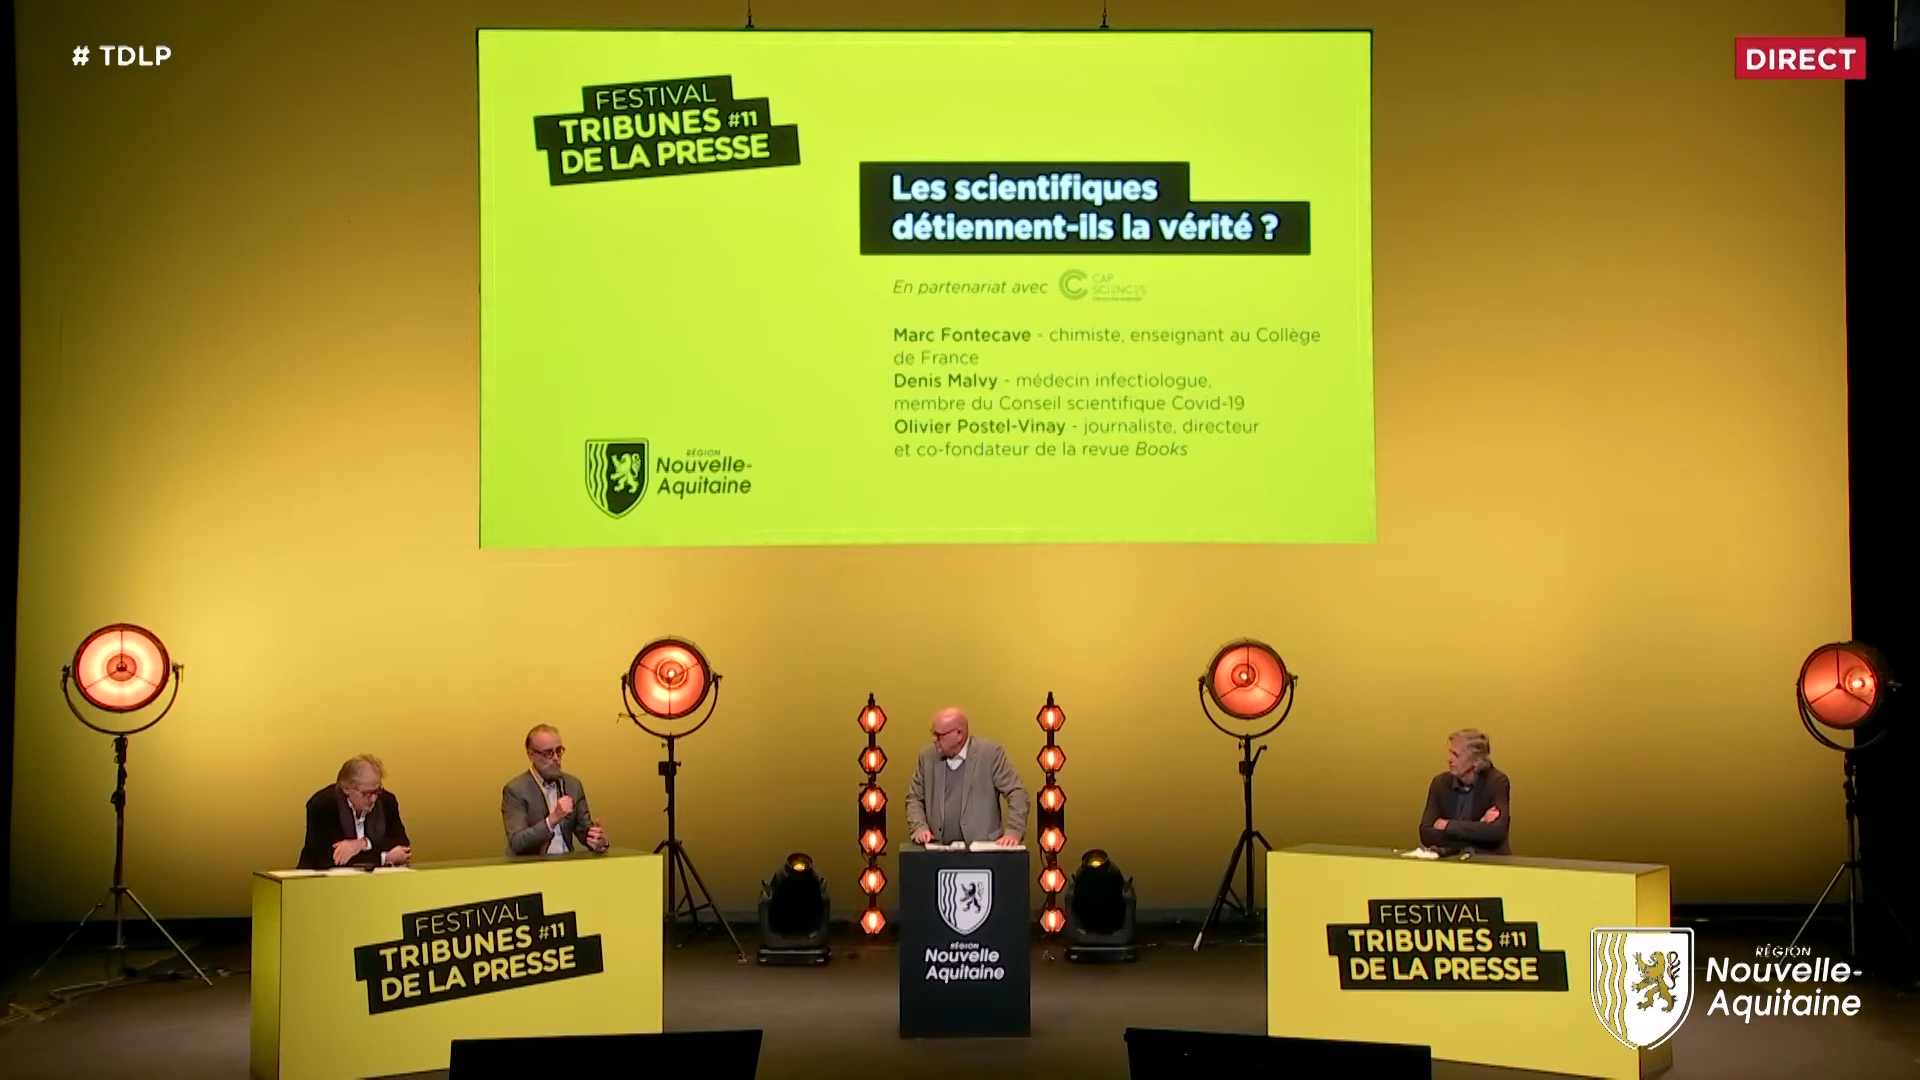 # TDLP
DIRECT
FESTIVAL
TRIBUNES #11
DE LA PRESSE
Les scientifiques
détiennent-ils la vérité ?
En partenariat avec
CAP
SCIENCES
Marc Fontecave - chimiste, enseignant au Collège
de France
Denis Malvy - médecin infectiologue,
membre du Conseil scientifique Covid-19
Olivier Postel-Vinay - journaliste, directeur
et co-fondateur de la revue Books
RÉGION
Nouvelle-
Aquitaine
FESTIVAL
TRIBUNES #11
DE LA PRESSE
RÉGION
Nouvelle
Aquitaine
FESTIVAL
TRIBUNES #11
DE LA PRESSE
RÉGION
Nouvelle-
Aquitaine